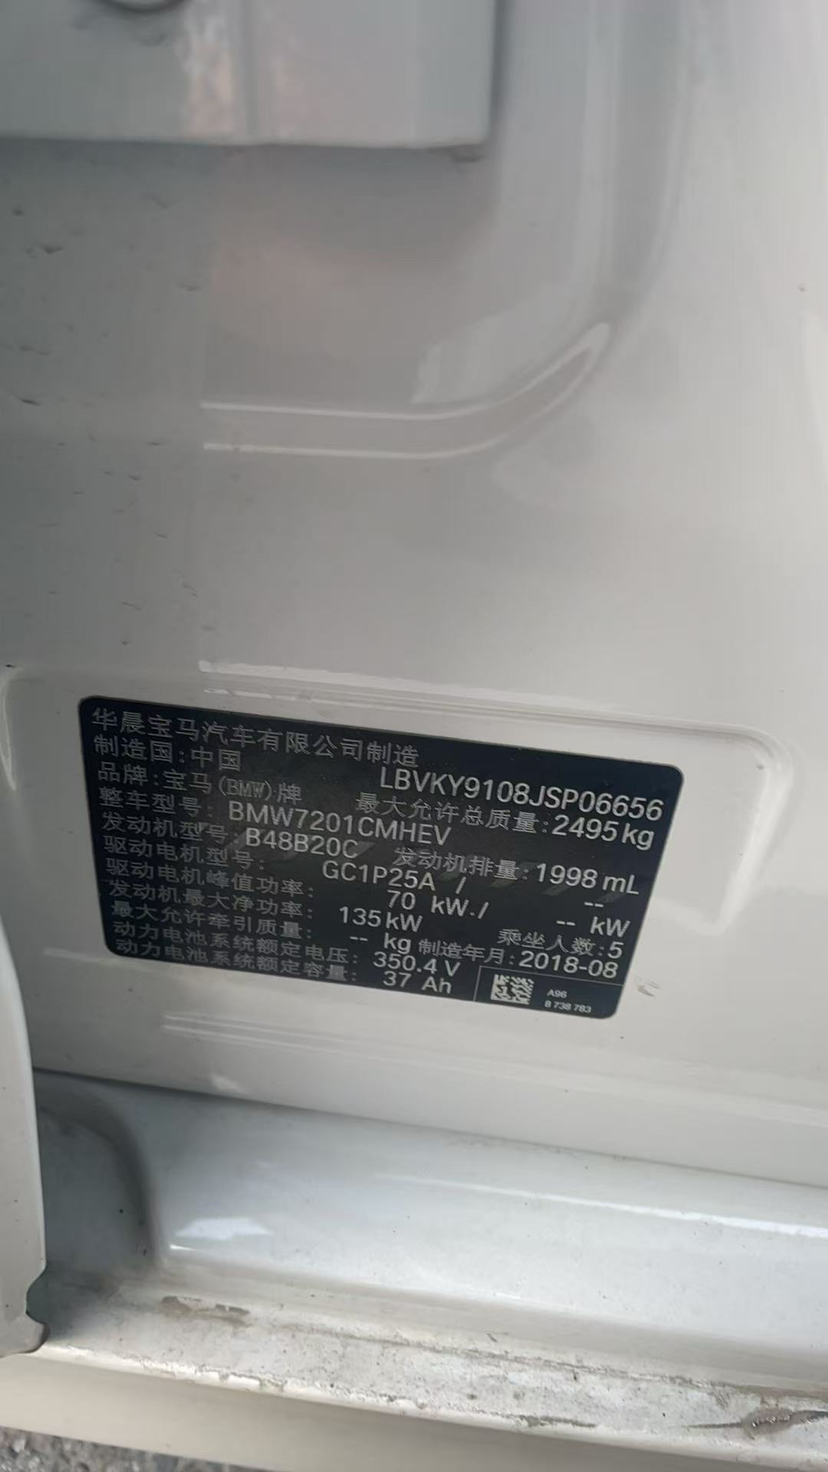 华晨宝马汽车有限公司制造
制造国:中国 LBVKY9108JSP06656
品牌:宝马(BMW)牌 最大允许总质量:2495kg
整车型号: BMW7201CMHEV
发动机型号: B48B20C 发动机排量:1998mL
驱动电机型号: GC1P25A / --
驱动电机峰值功率: 70 kW./ -- kW
发动机最大净功率: 135kW 乘坐人数:5
最大允许牵引质量: -- kg 制造年月:2018-08
动力电池系统额定电压: 350.4 V
动力电池系统额定容量: 37 Ah
A96
8 738 783